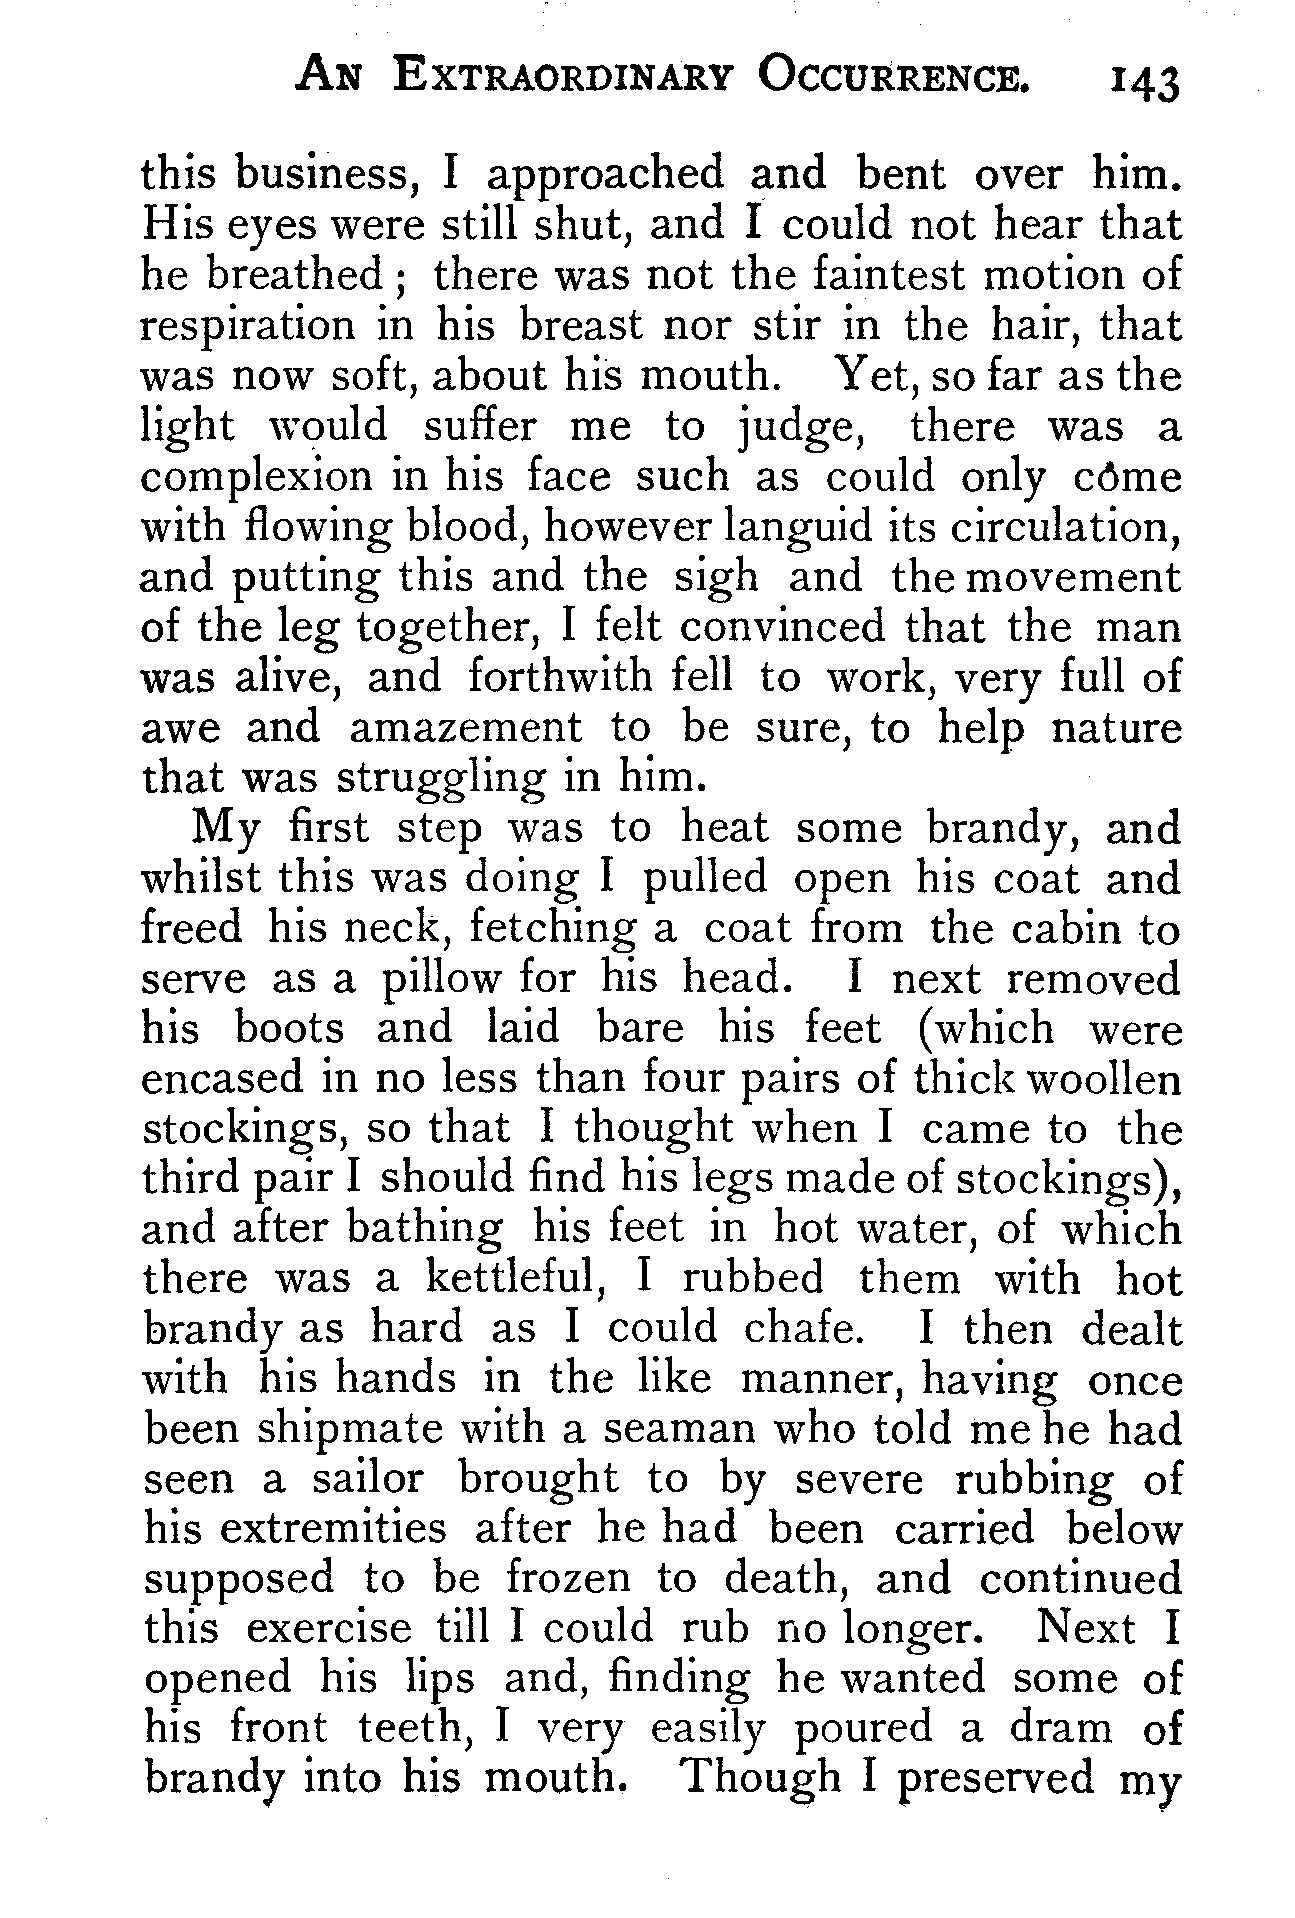 An Extraordinary Occurrence. 143
this business, I approached and bent over him.
His eyes were still shut, and I could not hear that
he breathed ; there was not the faintest motion of
respiration in his breast nor stir in the hair, that
was now soft, about his mouth. Yet, so far as the
light would suffer me to judge, there was a
complexion in his face such as could only come
with flowing blood, however languid its circulation,
and putting this and the sigh and the movement
of the leg together, I felt convinced that the man
was alive, and forthwith fell to work, very full of
awe and amazement to be sure, to help nature
that was struggling in him.
My first step was to heat some brandy, and
whilst this was doing I pulled open his coat and
freed his neck, fetching a coat from the cabin to
serve as a pillow for his head. I next removed
his boots and laid bare his feet (which were
encased in no less than four pairs of thick woollen
stockings, so that I thought when I came to the
third pair I should find his legs made of stockings),
and after bathing his feet in hot water, of which
there was a kettleful, I rubbed them with hot
brandy as hard as I could chafe. I then dealt
with his hands in the like manner, having once
been shipmate with a seaman who told me he had
seen a sailor brought to by severe rubbing of
his extremities after he had been carried below
supposed to be frozen to death, and continued
this exercise till I could rub no longer. Next I
opened his lips and, finding he wanted some of
his front teeth, I very easily poured a dram of
brandy into his mouth. Though I preserved my